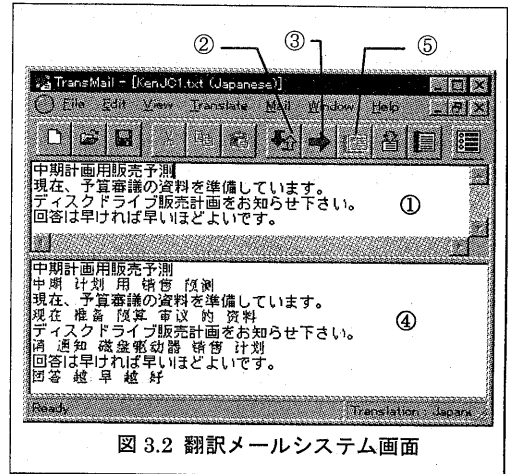 ② ③ ⑤
TransMail - [KenJC1.txt (Japanese)]
File Edit View Translate Mail Window Help
中期計画用販売予測
現在、予算審議の資料を準備しています。
ディスクドライブ販売計画をお知らせ下さい。
回答は早ければ早いほどよいです。
①
中期計画用販売予測
中期 计划 用 销售 预测
現在、予算審議の資料を準備しています。
现在 准备 预算 审议 的 资料
ディスクドライブ販売計画をお知らせ下さい。
请 通知 磁盘驱动器 销售 计划
回答は早ければ早いほどよいです。
回答 越 早 越 好
④
Ready
Translation: Japan
図 3.2 翻訳メールシステム画面